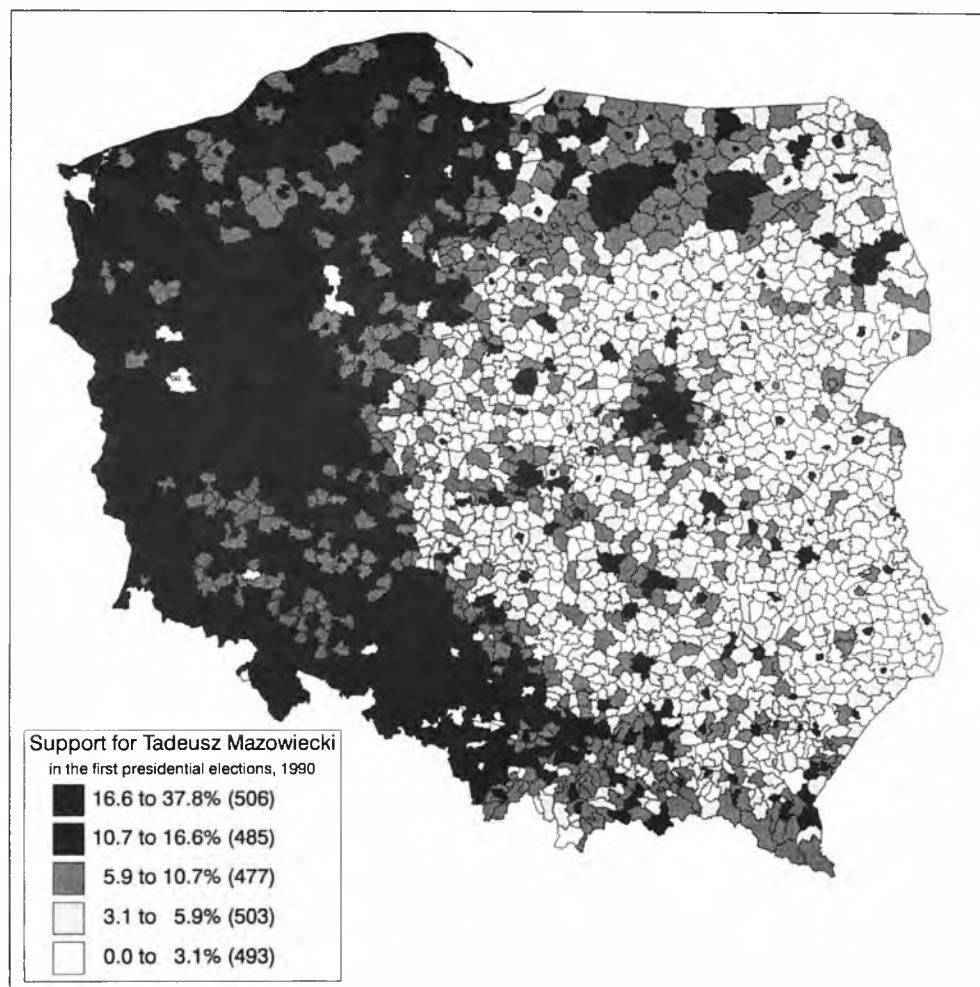 Support for Tadeusz Mazowiecki
in the first presidential elections, 1990
16.6 to 37.8% (506)
10.7 to 16.6% (485)
5.9 to 10.7% (477)
3.1 to 5.9% (503)
0.0 to 3.1% (493)